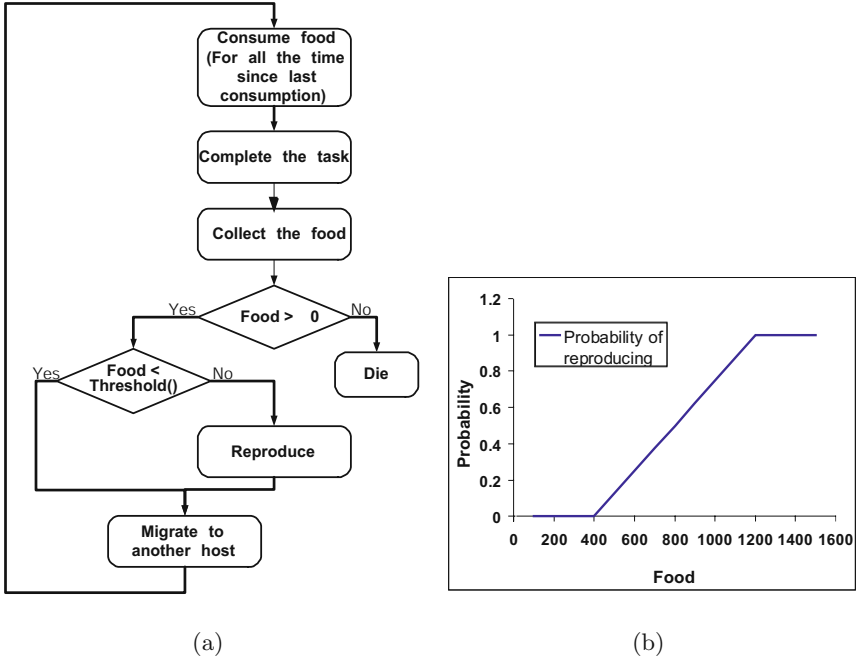 Consume food
(For all the time
since last
consumption)
Complete the task
Collect the food
Food > 0
Yes
No
Die
Food <
Threshold()
Yes
No
Reproduce
Migrate to
another host
(a)
1.2
1
0.8
0.6
0.4
0.2
0
Probability
Probability of
reproducing
0 200 400 600 800 1000 1200 1400 1600
Food
(b)